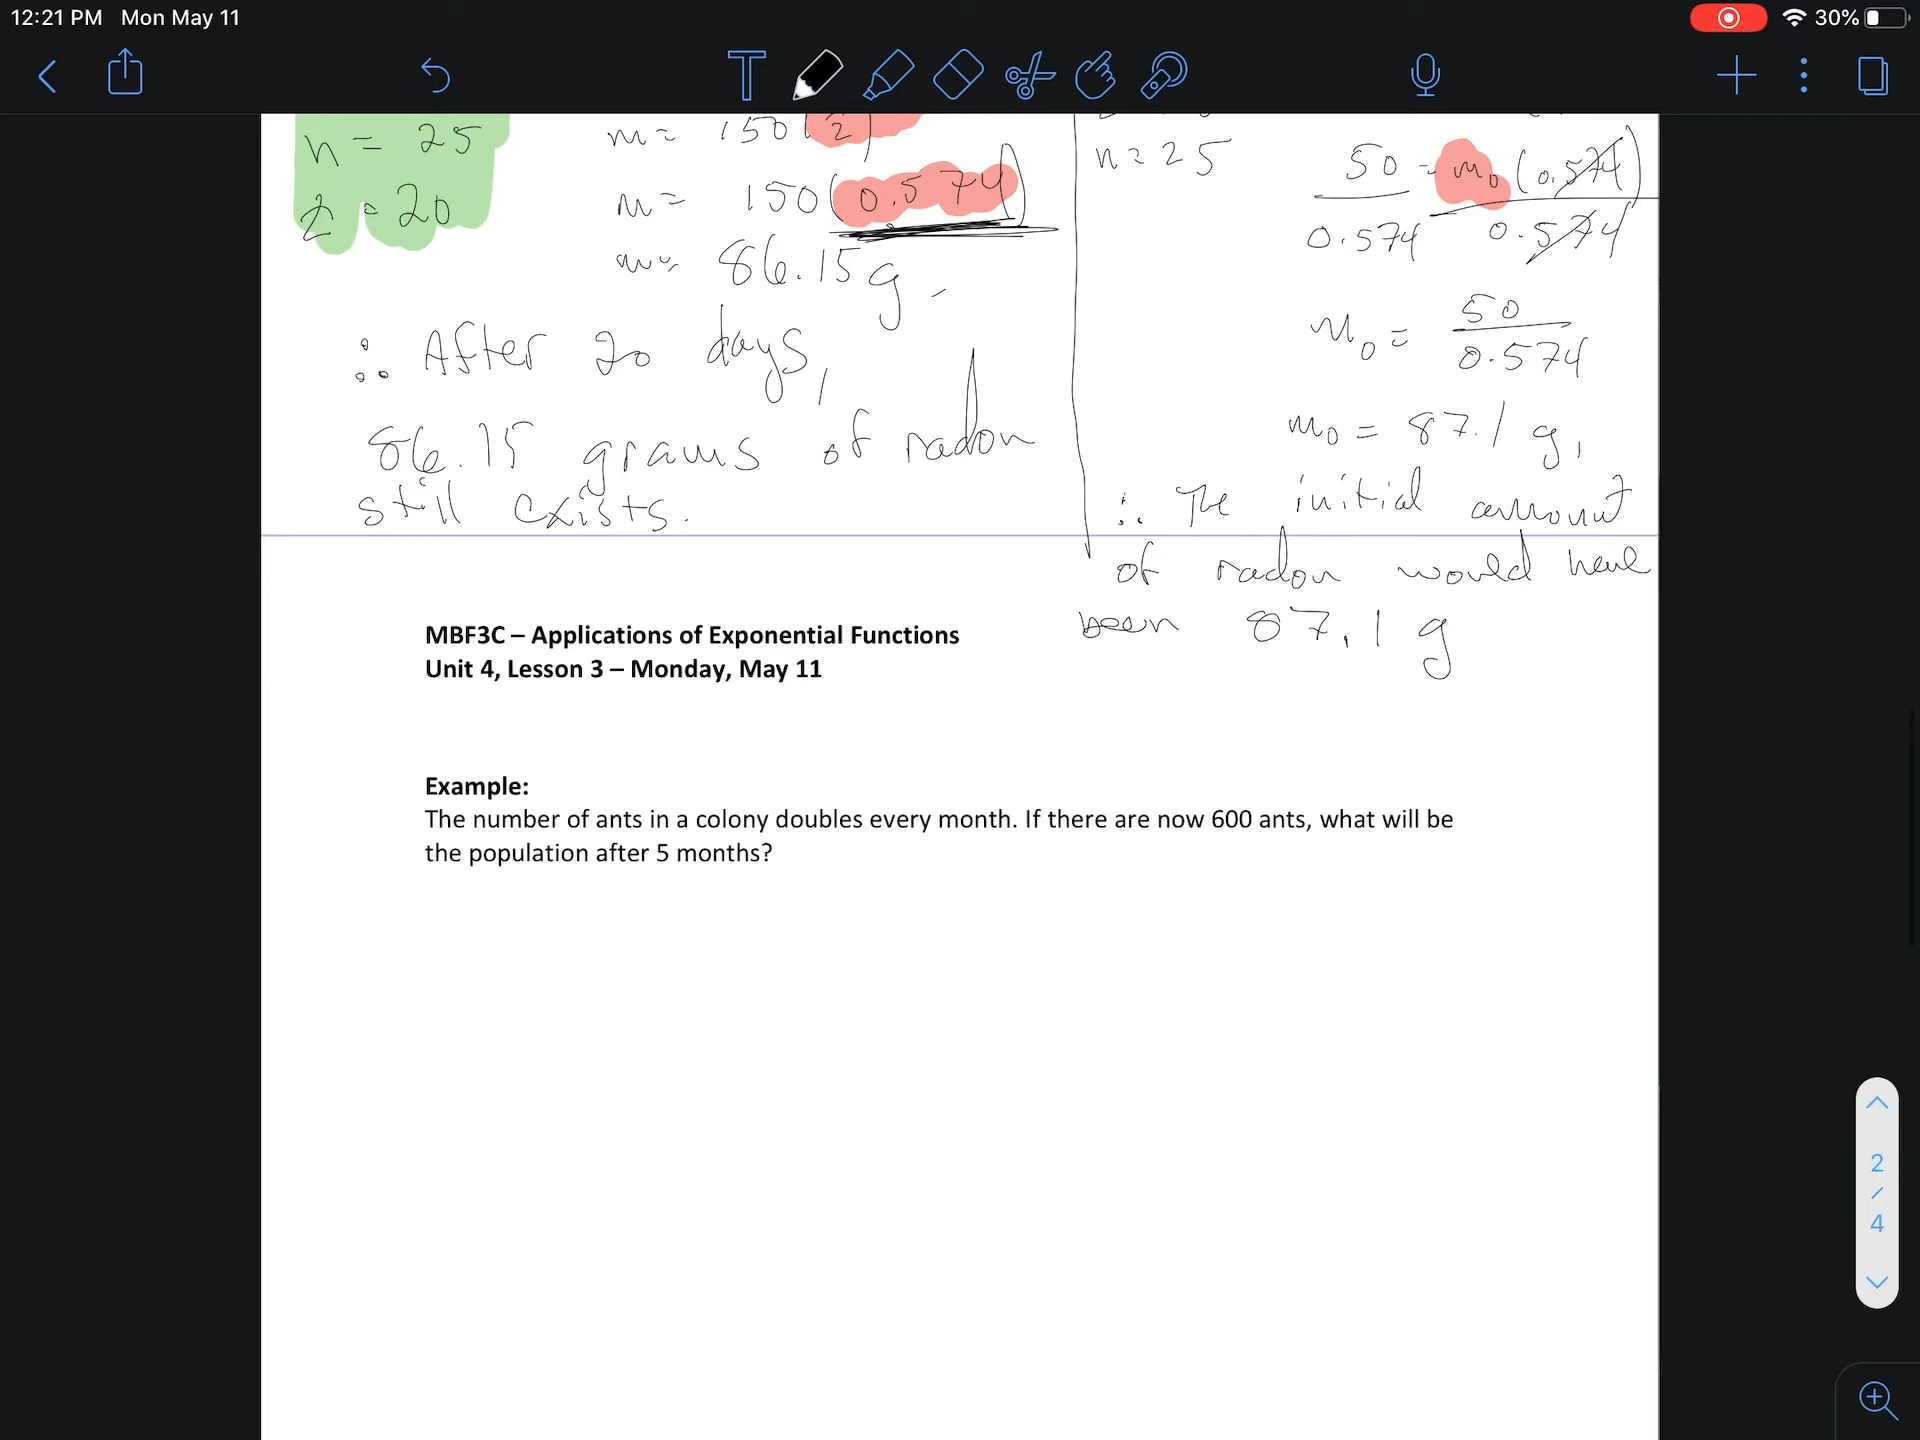 12:21 PM Mon May 11
30%
n = 25
z = 20
m = 150(1/2)
m = 150(0.574)
m = 86.15 g.
∴ After 20 days,
86.15 grams of radon
still exists.
n = 25
50 = m₀(0.574)
0.574 0.574
m₀ = 50/0.574
m₀ = 87.1 g,
∴ The initial amount
of radon would have
been 87.1 g
MBF3C – Applications of Exponential Functions
Unit 4, Lesson 3 – Monday, May 11
Example:
The number of ants in a colony doubles every month. If there are now 600 ants, what will be
the population after 5 months?
2
/
4